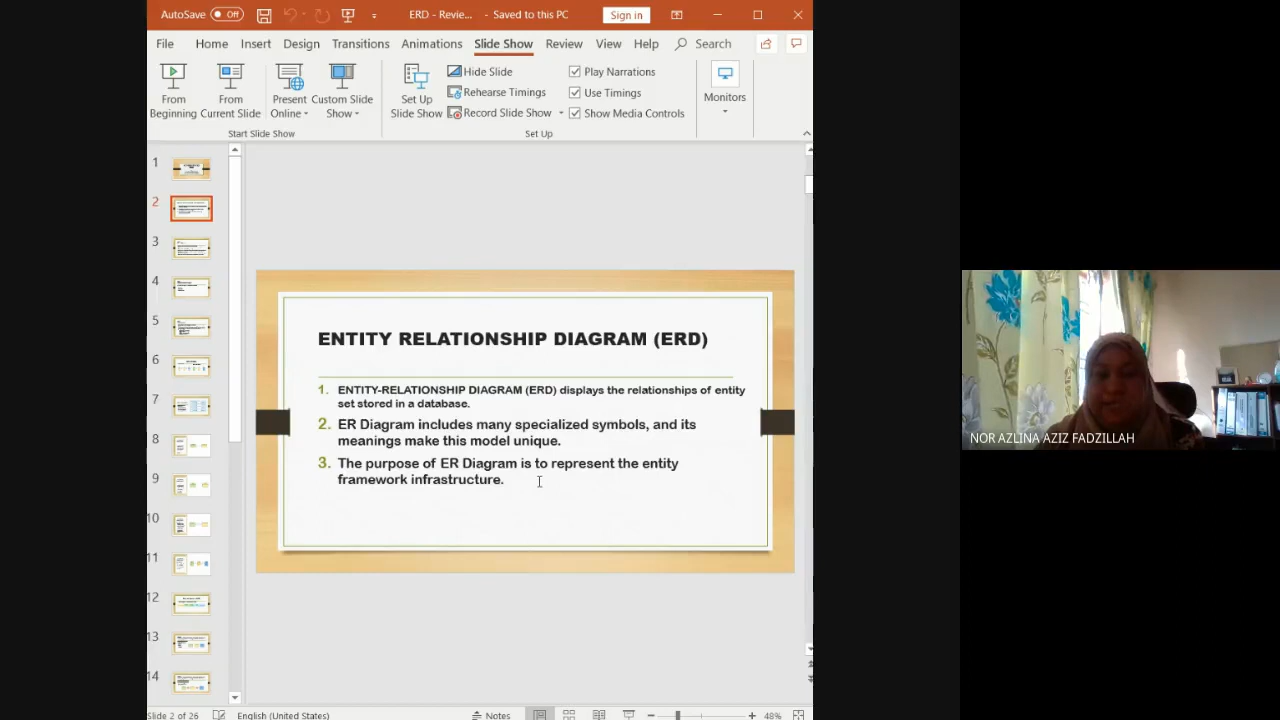 AutoSave Off ERD - Revie... - Saved to this PC Sign in
File Home Insert Design Transitions Animations Slide Show Review View Help Search
From Beginning
From Current Slide
Present Online
Custom Slide Show
Start Slide Show
Set Up Slide Show
Hide Slide
Rehearse Timings
Record Slide Show
Play Narrations
Use Timings
Show Media Controls
Set Up
Monitors
1
2
3
4
5
6
7
8
9
10
11
12
13
14
ENTITY RELATIONSHIP DIAGRAM (ERD)
1. ENTITY-RELATIONSHIP DIAGRAM (ERD) displays the relationships of entity
set stored in a database.
2. ER Diagram includes many specialized symbols, and its
meanings make this model unique.
3. The purpose of ER Diagram is to represent the entity
framework infrastructure.
NOR AZLINA AZIZ FADZILLAH
Slide 2 of 26 English (United States) Notes 48%